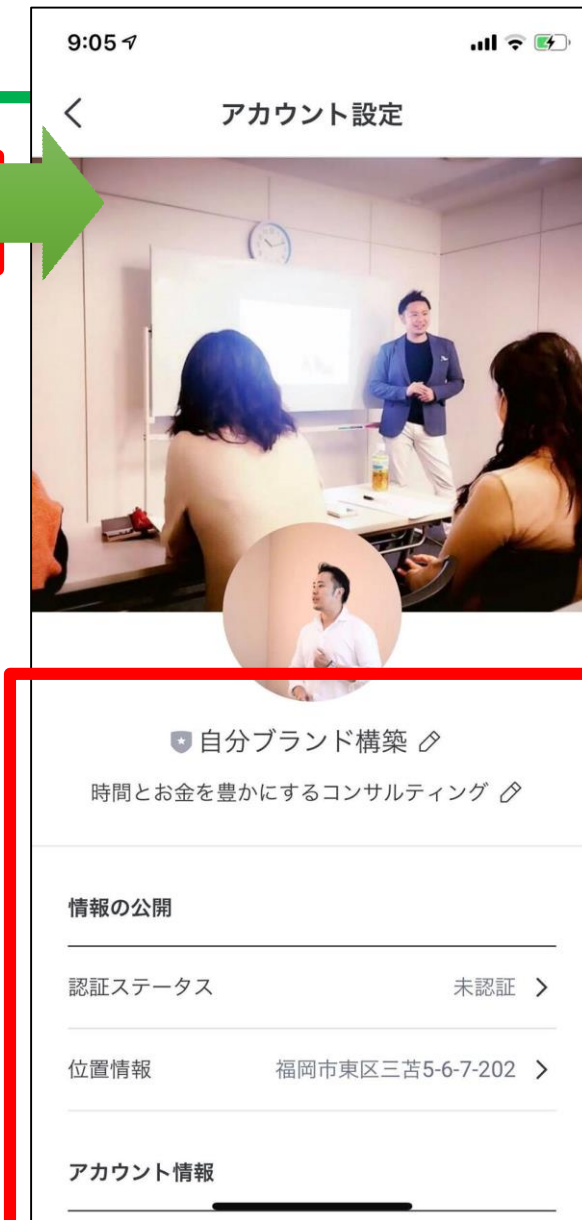 9:05
アカウント設定
自分ブランド構築
時間とお金を豊かにするコンサルティング
情報の公開
認証ステータス 未認証
位置情報 福岡市東区三苫5-6-7-202
アカウント情報